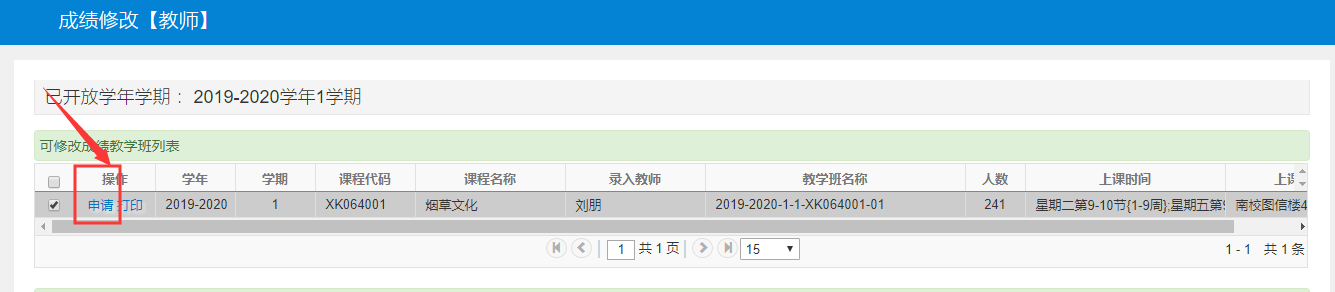 成绩修改【教师】
已开放学年学期： 2019-2020学年1学期
可修改成绩教学班列表
操作 学年 学期 课程代码 课程名称 录入教师 教学班名称 人数 上课时间
申请 打印 2019-2020 1 XK064001 烟草文化 刘朋 2019-2020-1-1-XK064001-01 241 星期二第9-10节{1-9周};星期五第 南校图信楼4
1 共 1 页 15 1 - 1 共 1 条